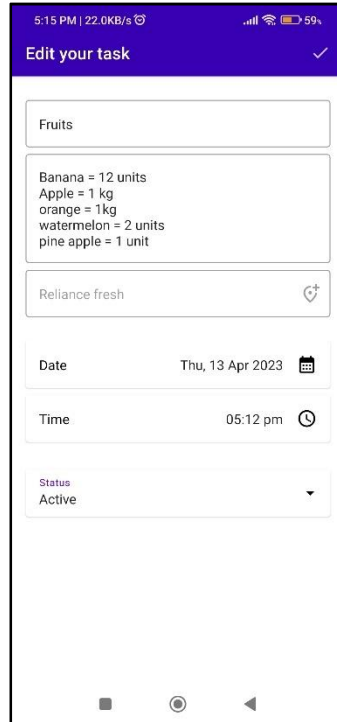 5:15 PM | 22.0KB/s 59%
Edit your task
Fruits
Banana = 12 units
Apple = 1 kg
orange = 1kg
watermelon = 2 units
pine apple = 1 unit
Reliance fresh
Date Thu, 13 Apr 2023
Time 05:12 pm
Status
Active